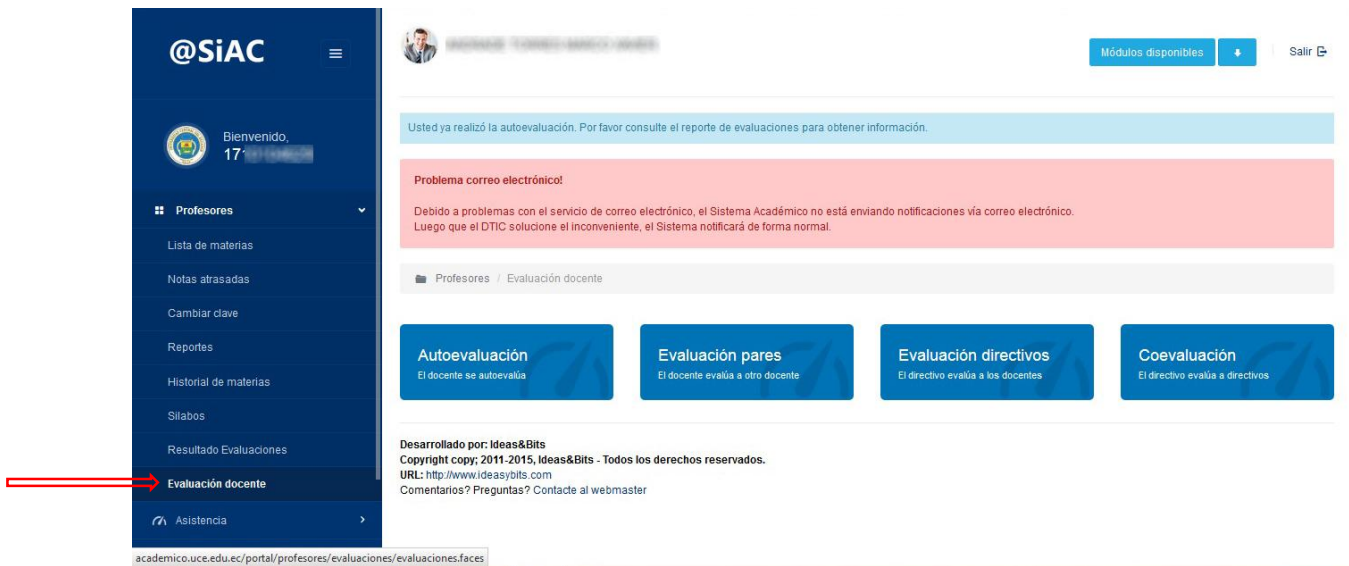 @SiAC
Módulos disponibles
Salir
Bienvenido,
17
Usted ya realizó la autoevaluación. Por favor consulte el reporte de evaluaciones para obtener información.
Problema correo electrónico!
Debido a problemas con el servicio de correo electrónico, el Sistema Académico no está enviando notificaciones vía correo electrónico.
Luego que el DTIC solucione el inconveniente, el Sistema notificará de forma normal.
Profesores
Lista de materias
Notas atrasadas
Cambiar clave
Reportes
Historial de materias
Silabos
Resultado Evaluaciones
Evaluación docente
Asistencia
Profesores / Evaluación docente
Autoevaluación
El docente se autoevalúa
Evaluación pares
El docente evalúa a otro docente
Evaluación directivos
El directivo evalúa a los docentes
Coevaluación
El directivo evalúa a directivos
Desarrollado por: Ideas&Bits
Copyright copy; 2011-2015, Ideas&Bits - Todos los derechos reservados.
URL: http://www.ideasybits.com
Comentarios? Preguntas? Contacte al webmaster
academico.uce.edu.ec/portal/profesores/evaluaciones/evaluaciones.faces